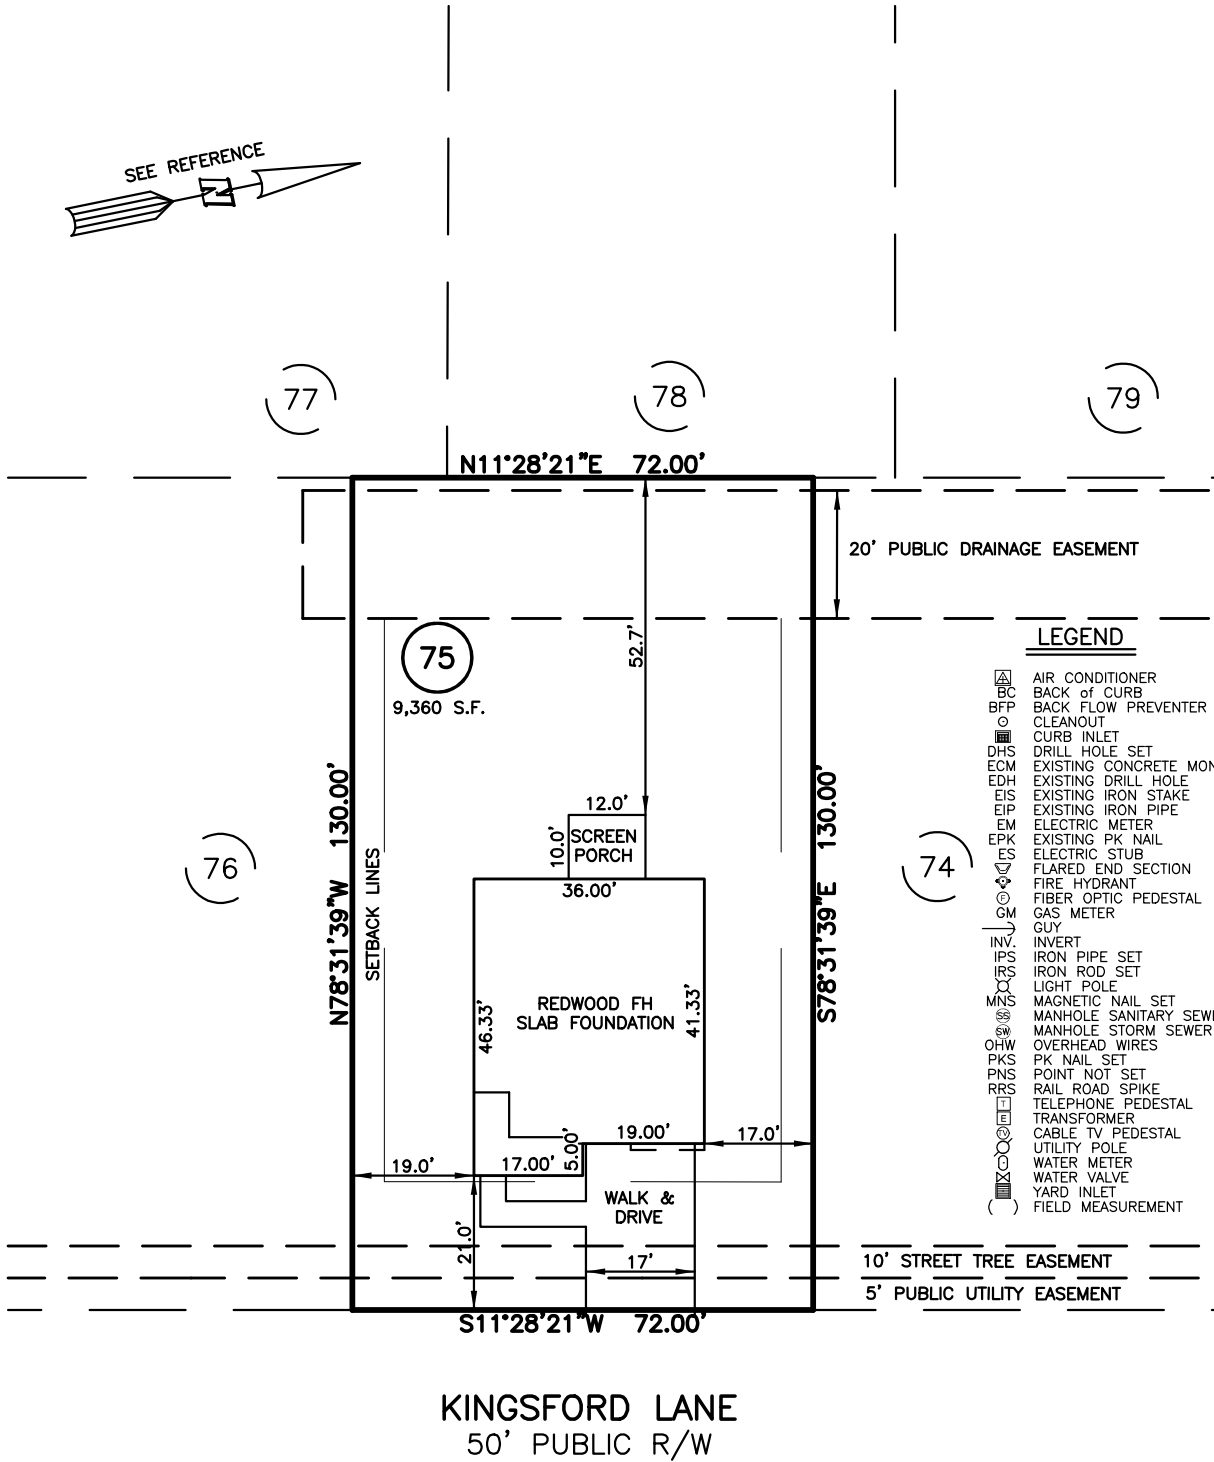 SEE REFERENCE
N
77
78
79
N11°28'21"E 72.00'
20' PUBLIC DRAINAGE EASEMENT
52.7'
75
9,360 S.F.
N78°31'39"W 130.00'
SETBACK LINES
S78°31'39"E 130.00'
76
74
12.0'
10.0'
SCREEN
PORCH
36.00'
46.33'
REDWOOD FH
SLAB FOUNDATION
41.33'
19.00'
17.0'
5.00'
19.0'
17.00'
WALK &
DRIVE
21.0'
17'
10' STREET TREE EASEMENT
5' PUBLIC UTILITY EASEMENT
S11°28'21"W 72.00'
KINGSFORD LANE
50' PUBLIC R/W
LEGEND
A AIR CONDITIONER
BC BACK of CURB
BFP BACK FLOW PREVENTER
CLEANOUT
CURB INLET
DHS DRILL HOLE SET
ECM EXISTING CONCRETE MON
EDH EXISTING DRILL HOLE
EIS EXISTING IRON STAKE
EIP EXISTING IRON PIPE
EM ELECTRIC METER
EPK EXISTING PK NAIL
ES ELECTRIC STUB
FLARED END SECTION
FIRE HYDRANT
F FIBER OPTIC PEDESTAL
GM GAS METER
GUY
INV. INVERT
IPS IRON PIPE SET
IRS IRON ROD SET
LIGHT POLE
MNS MAGNETIC NAIL SET
SS MANHOLE SANITARY SEW
SW MANHOLE STORM SEWER
OHW OVERHEAD WIRES
PKS PK NAIL SET
PNS POINT NOT SET
RRS RAIL ROAD SPIKE
T TELEPHONE PEDESTAL
E TRANSFORMER
TV CABLE TV PEDESTAL
UTILITY POLE
WATER METER
WATER VALVE
YARD INLET
( ) FIELD MEASUREMENT